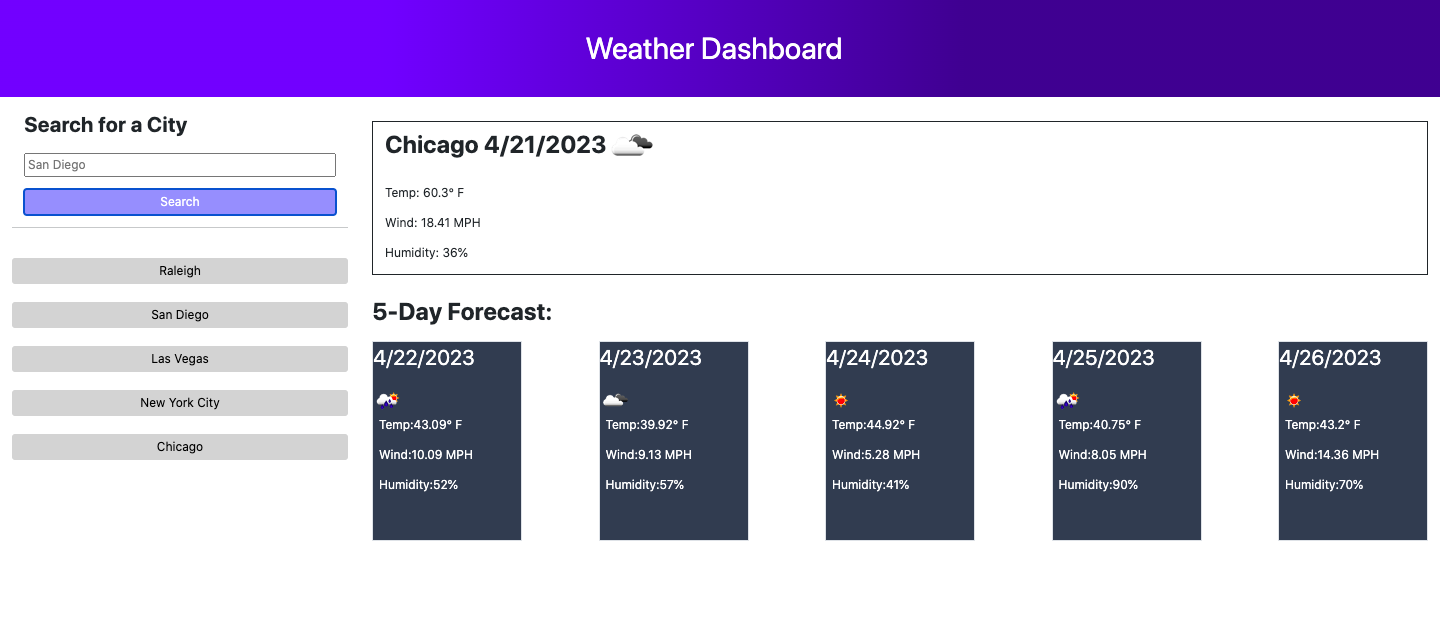 Weather Dashboard
Search for a City
San Diego
Search
Raleigh
San Diego
Las Vegas
New York City
Chicago
Chicago 4/21/2023
Temp: 60.3° F
Wind: 18.41 MPH
Humidity: 36%
5-Day Forecast:
4/22/2023
Temp:43.09° F
Wind:10.09 MPH
Humidity:52%
4/23/2023
Temp:39.92° F
Wind:9.13 MPH
Humidity:57%
4/24/2023
Temp:44.92° F
Wind:5.28 MPH
Humidity:41%
4/25/2023
Temp:40.75° F
Wind:8.05 MPH
Humidity:90%
4/26/2023
Temp:43.2° F
Wind:14.36 MPH
Humidity:70%